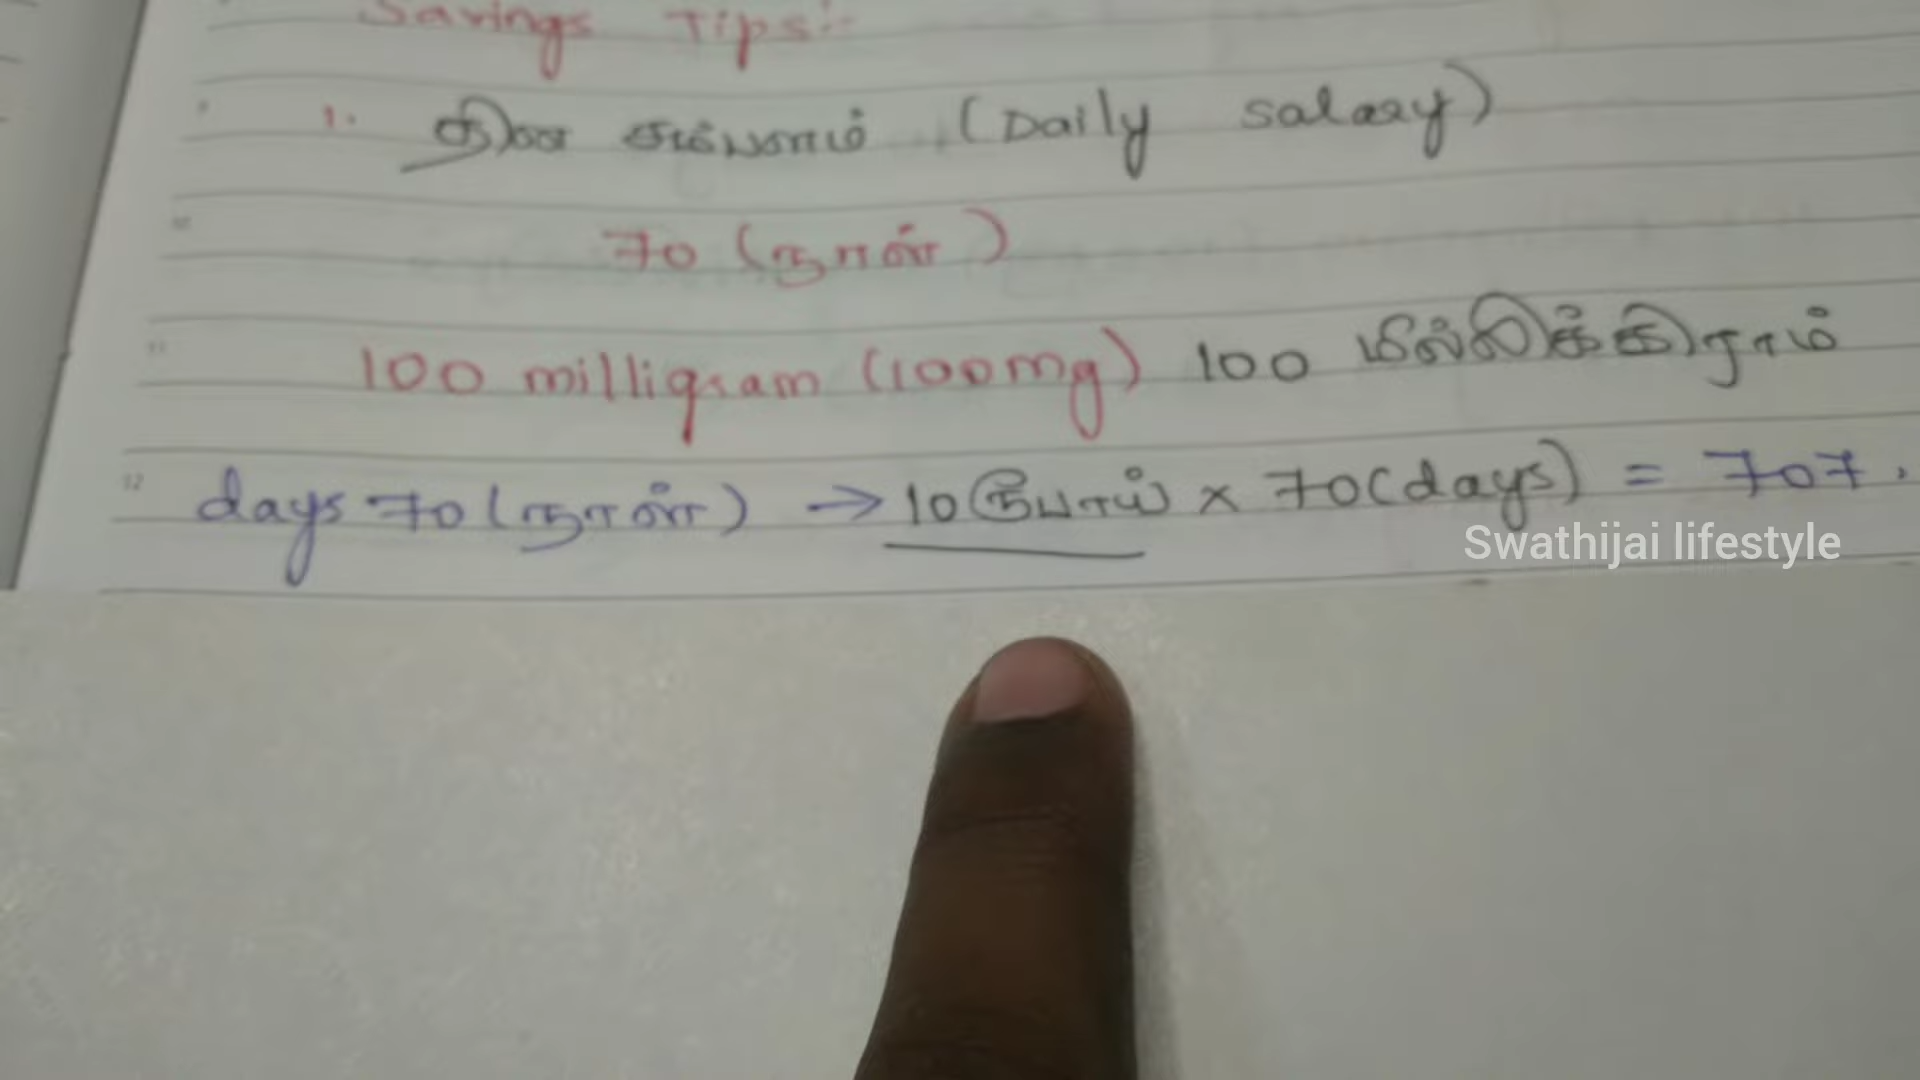 Savings Tips:-
1. தின சம்பளம் (Daily salary)
70 (நாள்)
100 milligram (100mg) 100 மில்லிக்கிராம்
days 70 (நாள்) → 10 ரூபாய் × 70(days) = 707.
Swathijai lifestyle